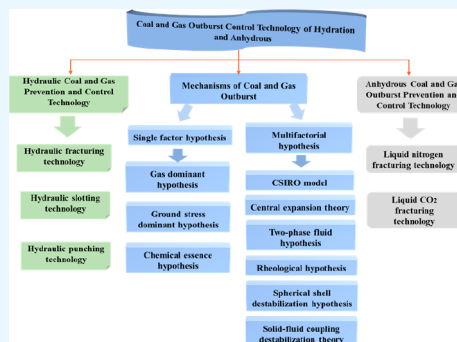 Coal and Gas Outburst Control Technology of Hydration
and Anhydrous
Hydraulic Coal and Gas
Prevention and Control
Technology
Mechanisms of Coal and Gas
Outburst
Anhydrous Coal and Gas
Outburst Prevention and
Control Technology
Hydraulic fracturing
technology
Hydraulic slotting
technology
Hydraulic punching
technology
Single factor hypothesis
Gas dominant
hypothesis
Ground stress
dominant hypothesis
Chemical essence
hypothesis
Multifactorial
hypothesis
CSIRO model
Central expansion theory
Two-phase fluid
hypothesis
Rheological hypothesis
Spherical shell
destabilization hypothesis
Solid-fluid coupling
destabilization theory
Liquid nitrogen
fracturing technology
Liquid CO2
fracturing
technology